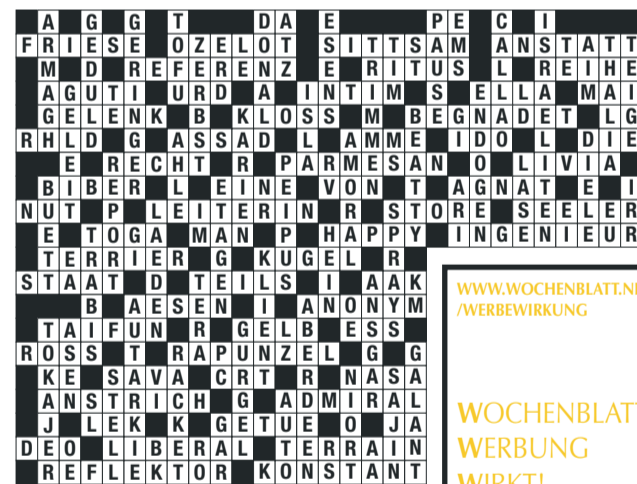 A G G T DA E PE C I
FRIESE OZELOT SITTSAM ANSTATT
M D REFERENZ E RITUS L REIHE
AGUTI URD A INTIM S ELLA MAI
GELENK B KLOSS M BEGNADET LG
RHLD G ASSAD L AMME IDO L DIE
E RECHT R PARMESAN O LIVIA
BIBER L EINE VON T AGNAT E I
NUT P LEITERIN R STORE SEELER
E TOGA MAN P HAPPY INGENIEUR
TERRIER G KUGEL R
STAAT D TEILS I AAK
B AESEN I ANONYM
TAIFUN R GELB ESS
ROSS T RAPUNZEL G G
KE SAVA CRT R NASA
ANSTRICH G ADMIRAL
J LEK K GETUE O JA
DEO LIBERAL TERRAIN
REFLEKTOR KONSTANT
WWW.WOCHENBLATT.NE
/WERBEWIRKUNG
WOCHENBLATT
WERBUNG
WIRKT!